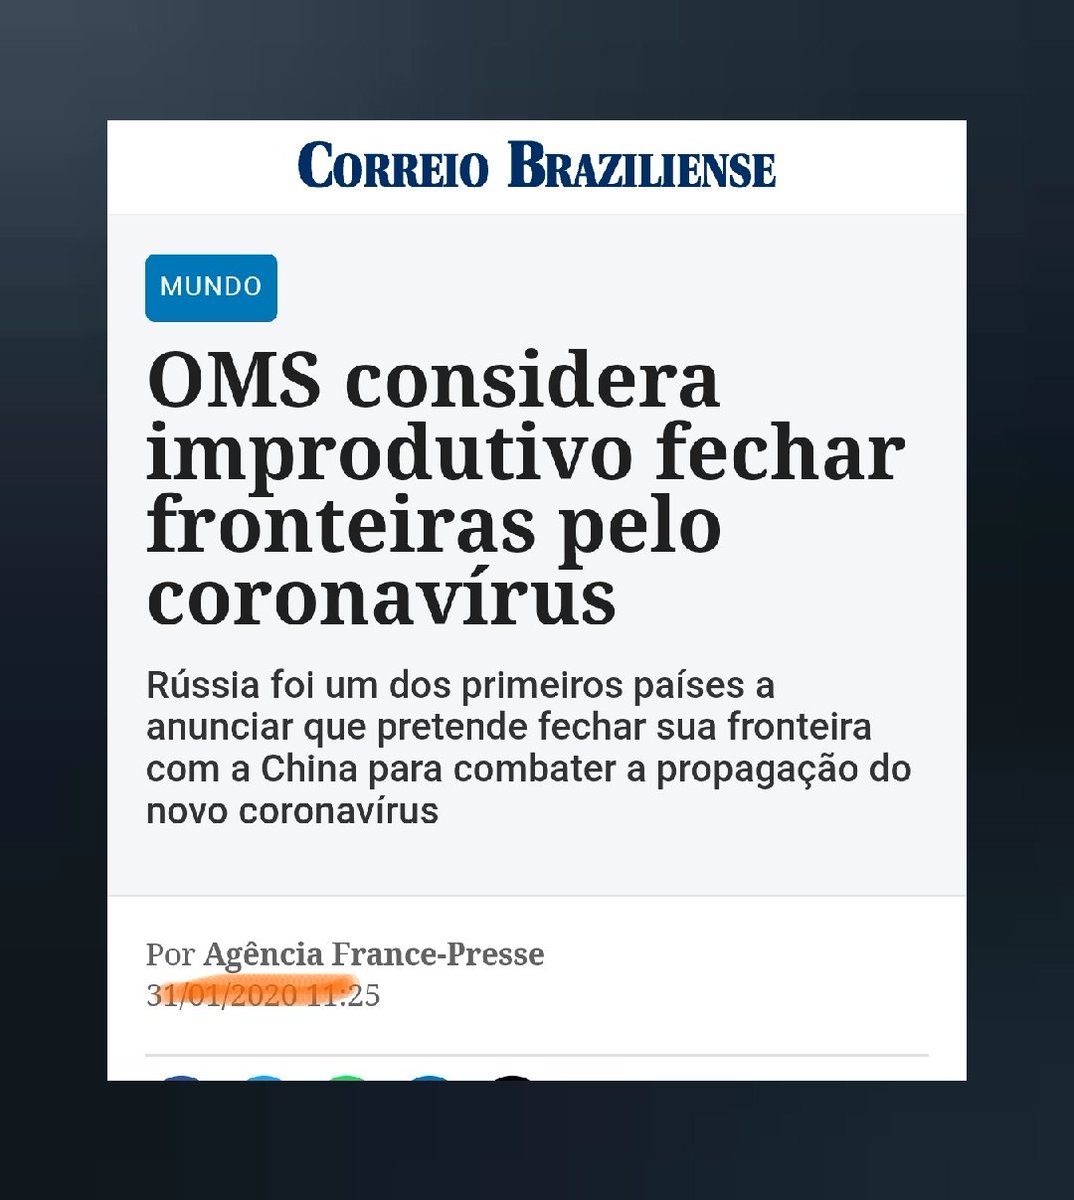 CORREIO BRAZILIENSE
MUNDO
OMS considera
improdutivo fechar
fronteiras pelo
coronavírus
Rússia foi um dos primeiros países a
anunciar que pretende fechar sua fronteira
com a China para combater a propagação do
novo coronavírus
Por Agência France-Presse
31/01/2020 11:25